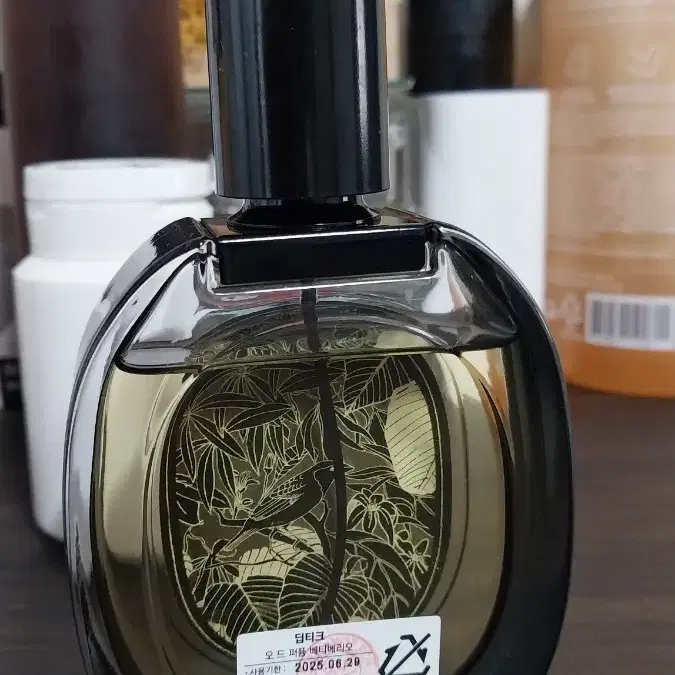 딥티크
오 드 퍼퓸 베티베리오
· 사용기한 : 2025.06.29